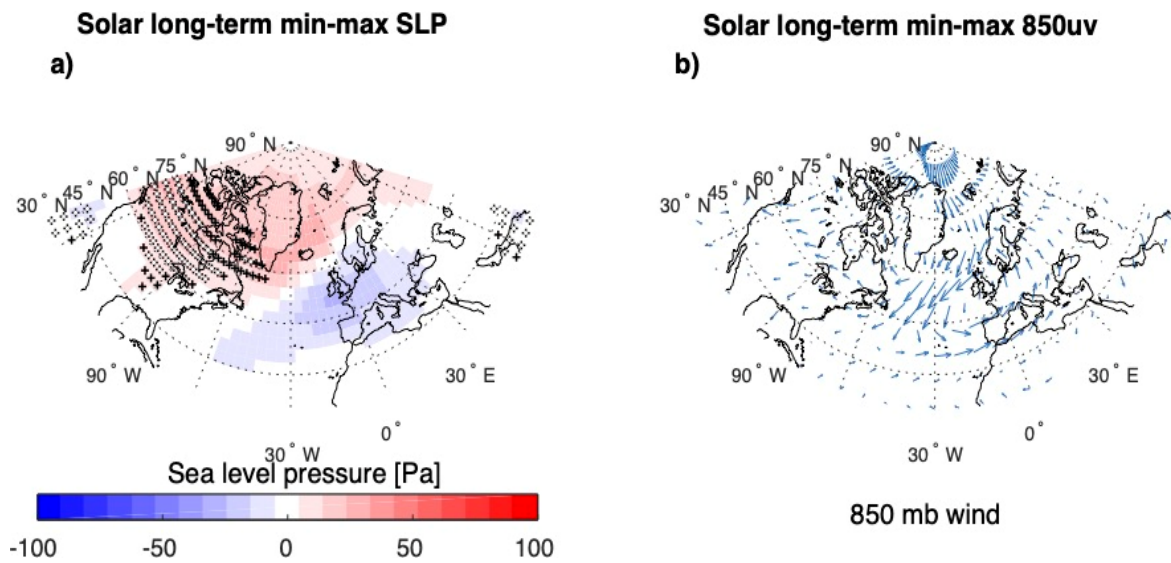 Solar long-term min-max SLP
a)
90° N
75° N
60° N
45° N
30° N
90° W
30° W
0°
30° E
Sea level pressure [Pa]
-100 -50 0 50 100
Solar long-term min-max 850uv
b)
90° N
75° N
60° N
45° N
30° N
90° W
30° W
0°
30° E
850 mb wind